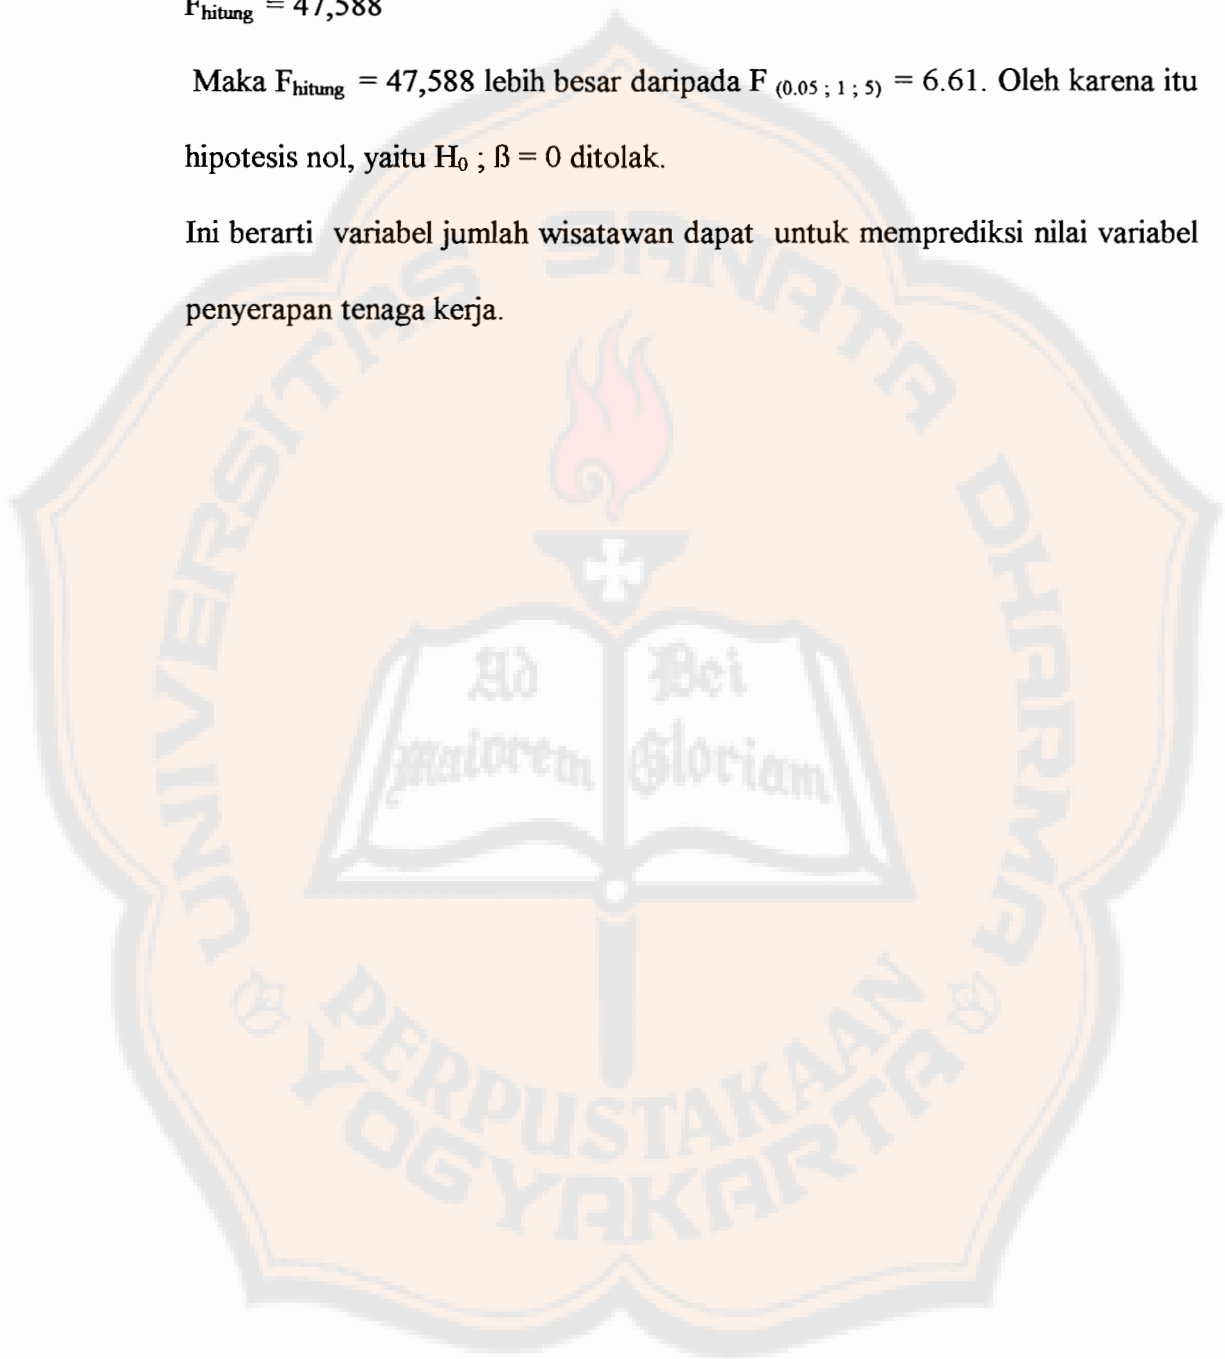 F hitung = 47,588
Maka F hitung = 47,588 lebih besar daripada F (0.05 ; 1 ; 5) = 6.61. Oleh karena itu
hipotesis nol, yaitu H₀ ; ß = 0 ditolak.
Ini berarti variabel jumlah wisatawan dapat untuk memprediksi nilai variabel
penyerapan tenaga kerja.
UNIVERSITAS SANATA DHARMA
Ad
maiorem
Dei
Gloriam
PERPUSTAKAAN
YOGYAKARTA